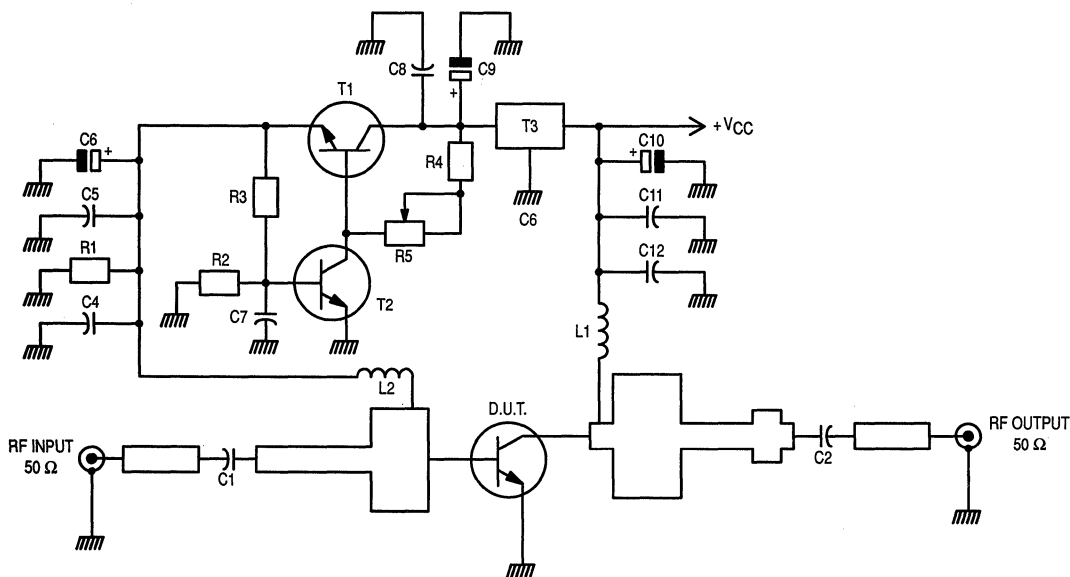 C8
C9
+
T1
T3
+VCC
C6
+
R4
+
C10
C5
R3
C6
C11
R1
R2
R5
C12
C4
C7
T2
L1
L2
D.U.T.
RF INPUT
50 Ω
C1
C2
RF OUTPUT
50 Ω